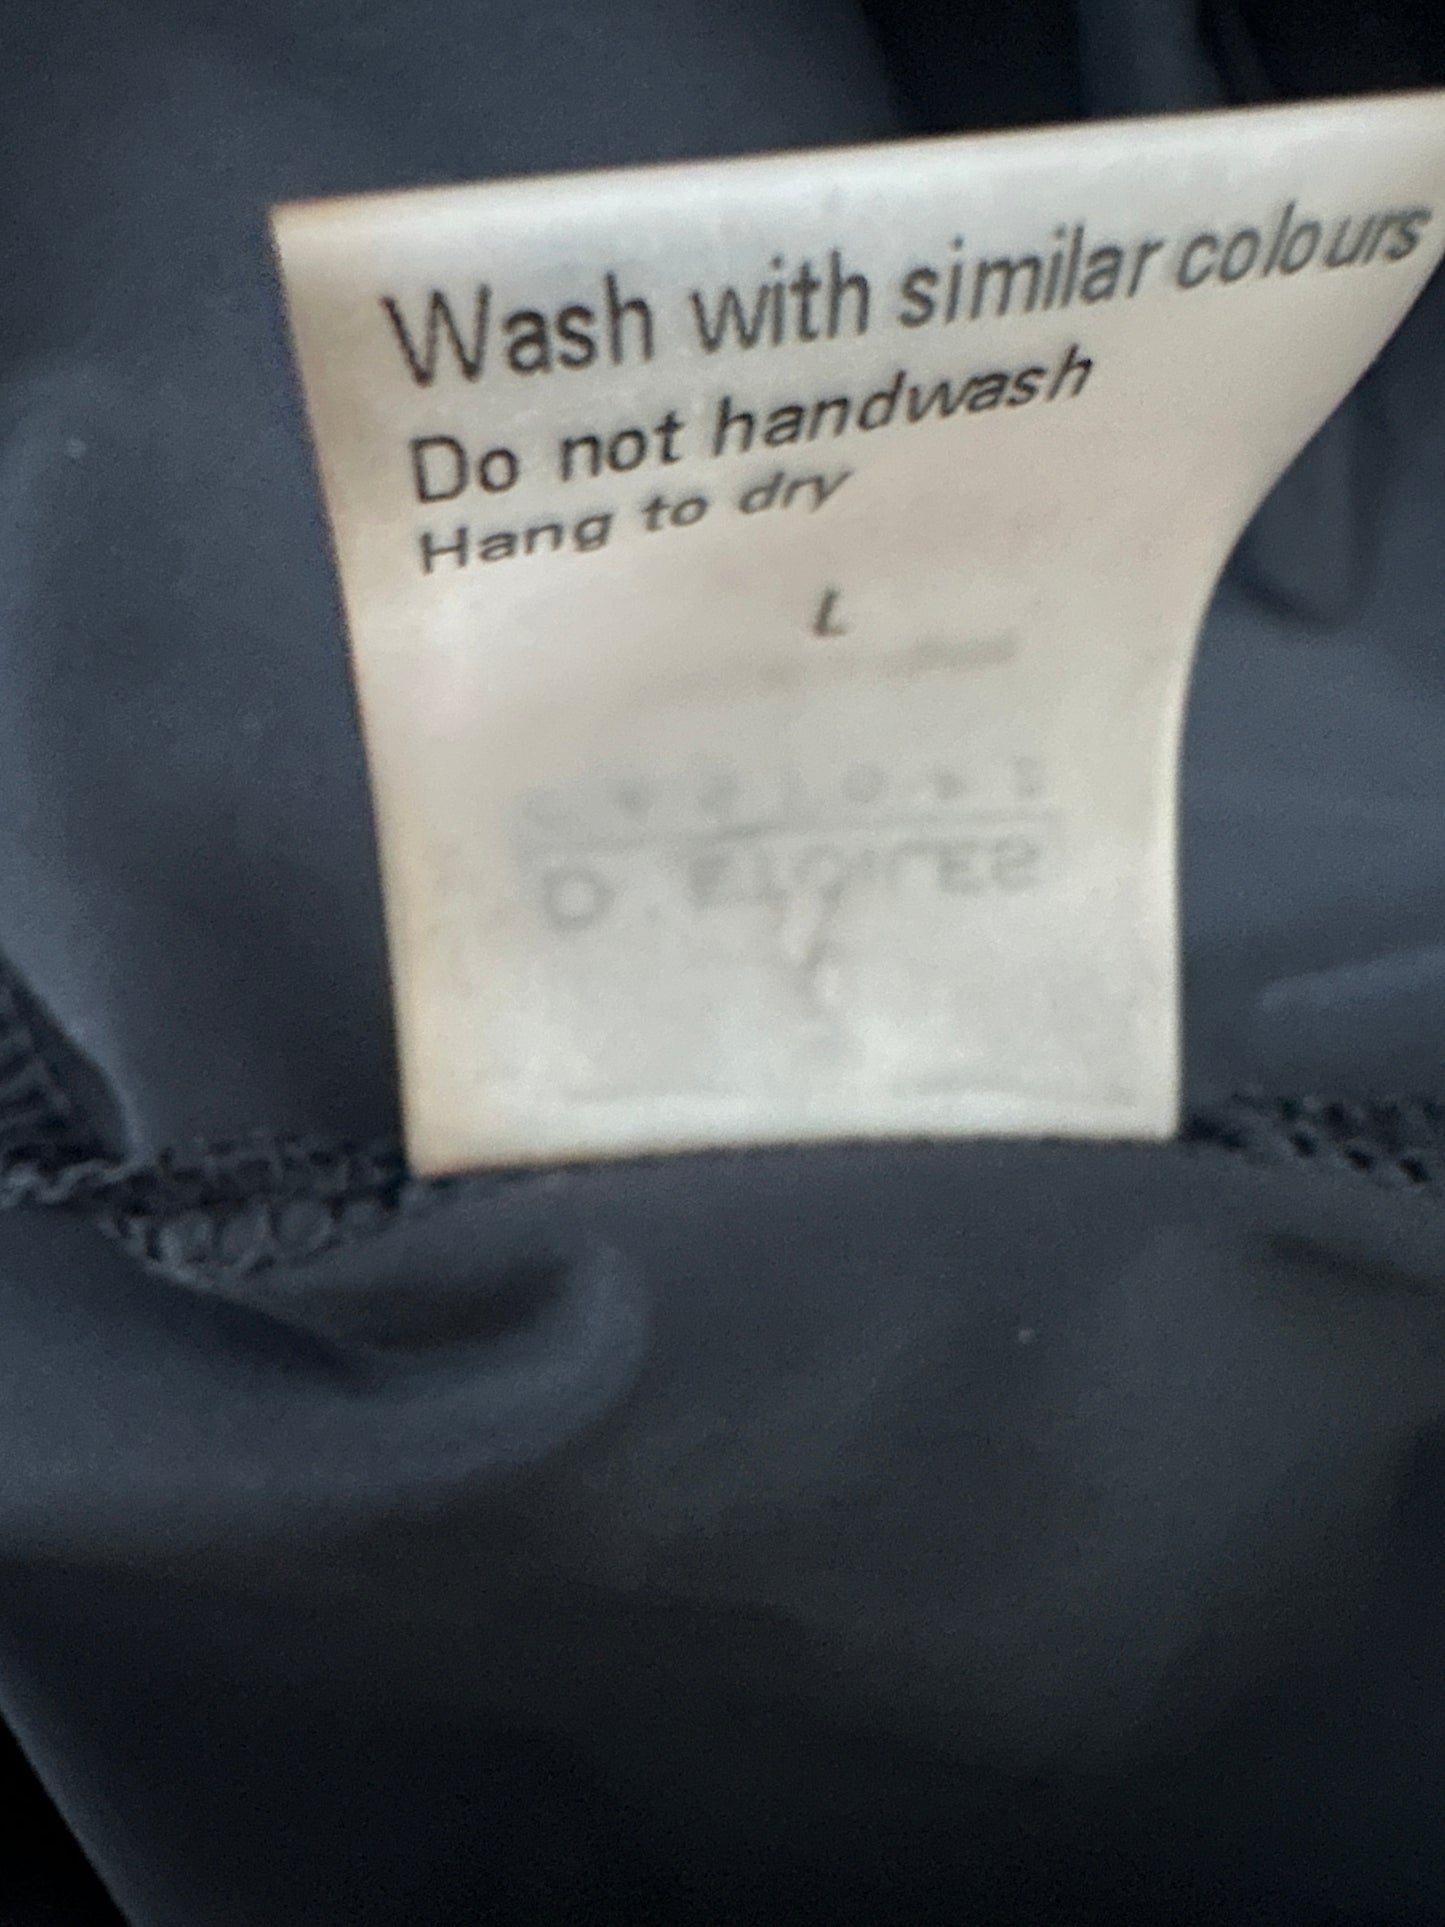 Wash with similar colours
Do not handwash
Hang to dry
L